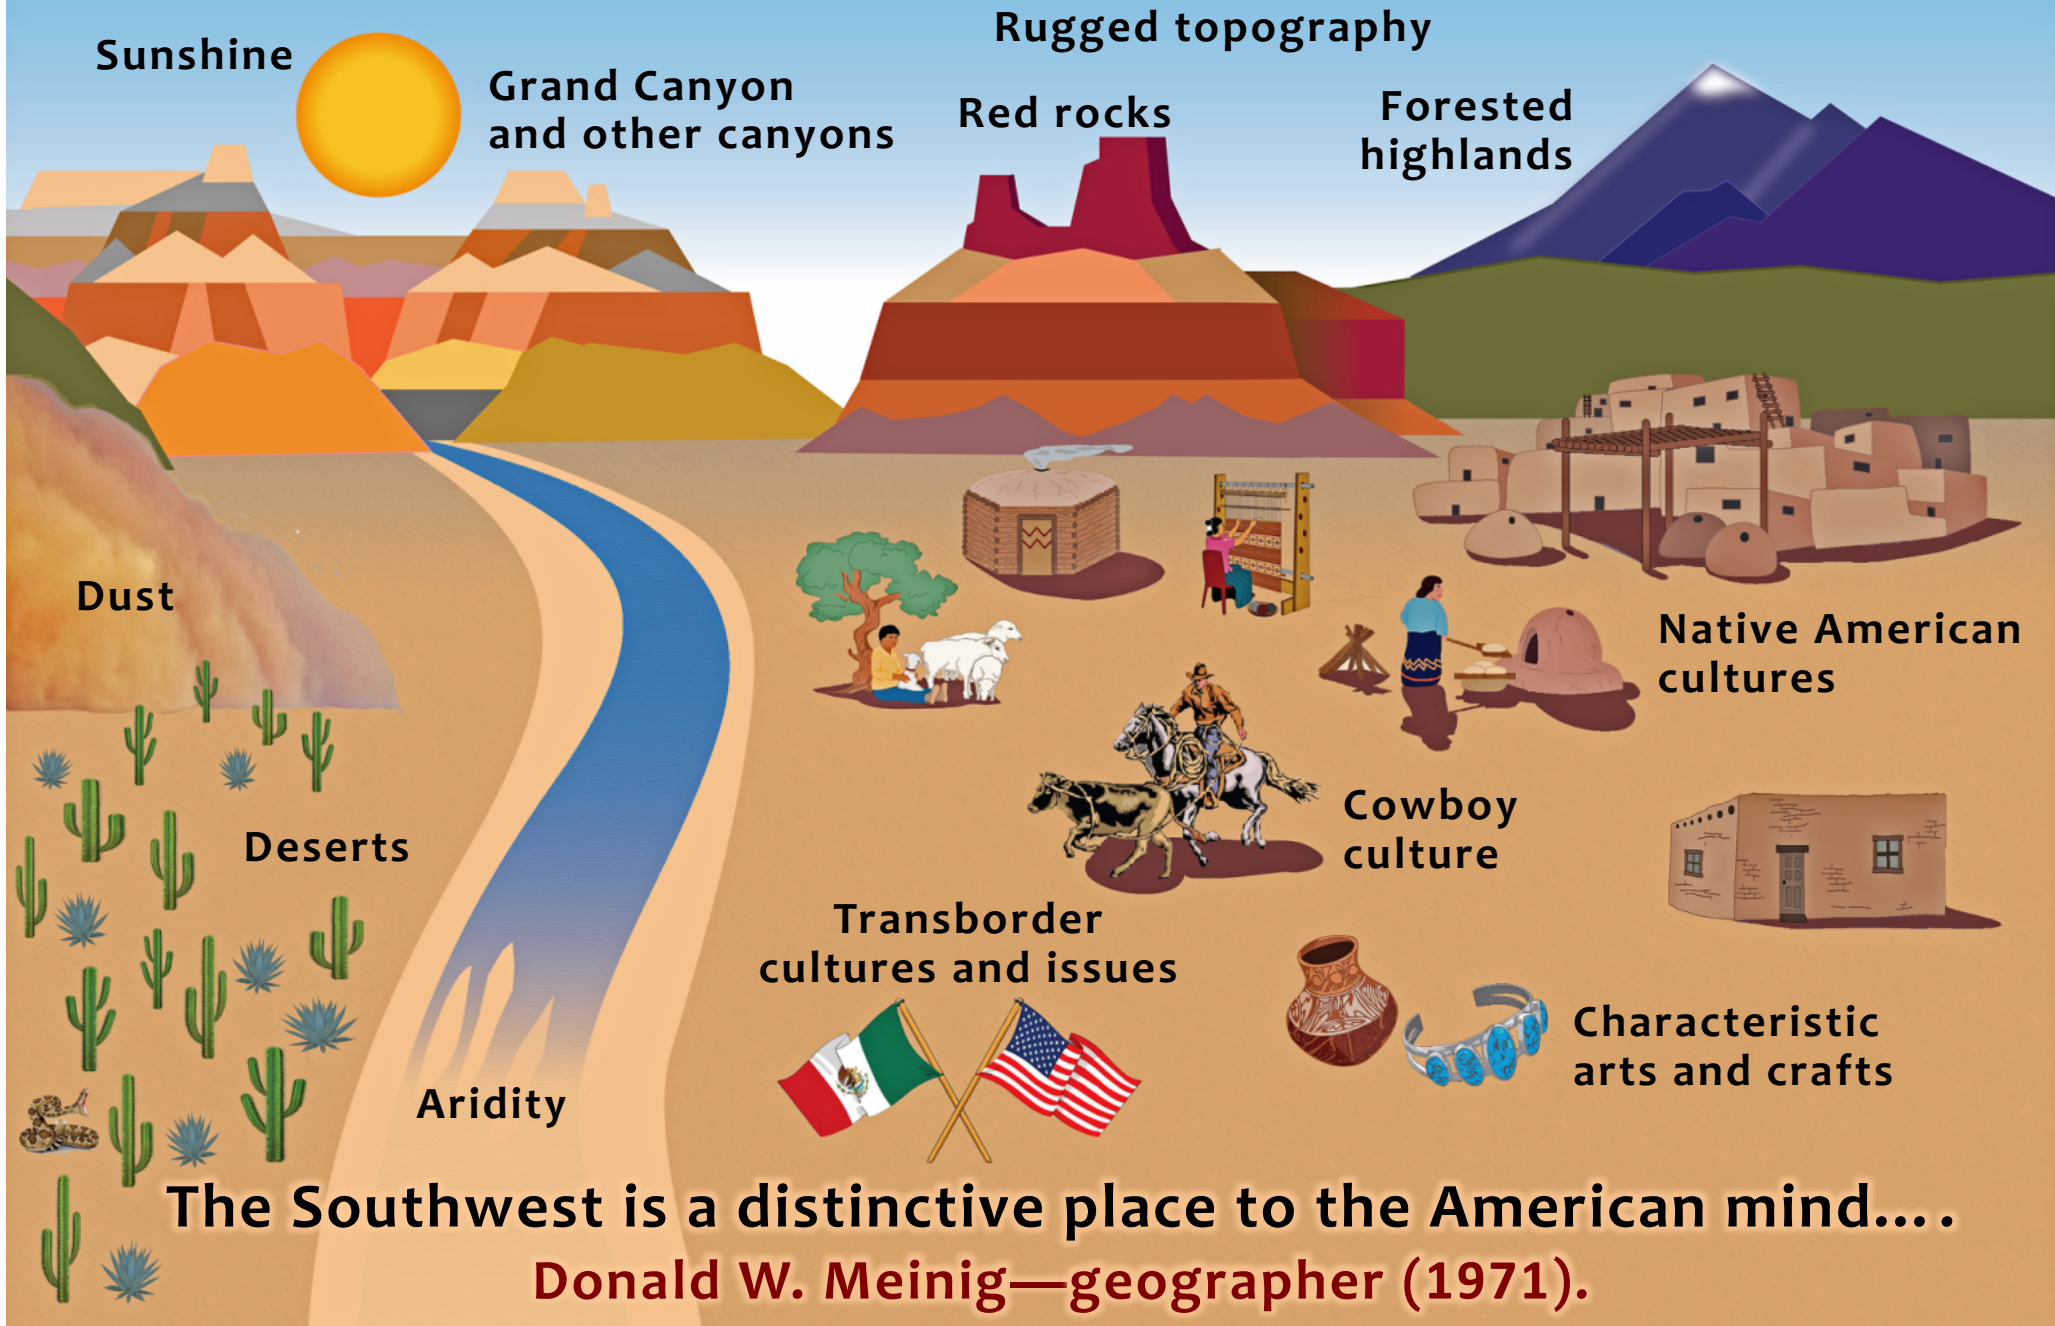 Sunshine
Grand Canyon
and other canyons
Rugged topography
Red rocks
Forested
highlands
Dust
Native American
cultures
Deserts
Cowboy
culture
Transborder
cultures and issues
Characteristic
arts and crafts
Aridity
The Southwest is a distinctive place to the American mind....
Donald W. Meinig—geographer (1971).